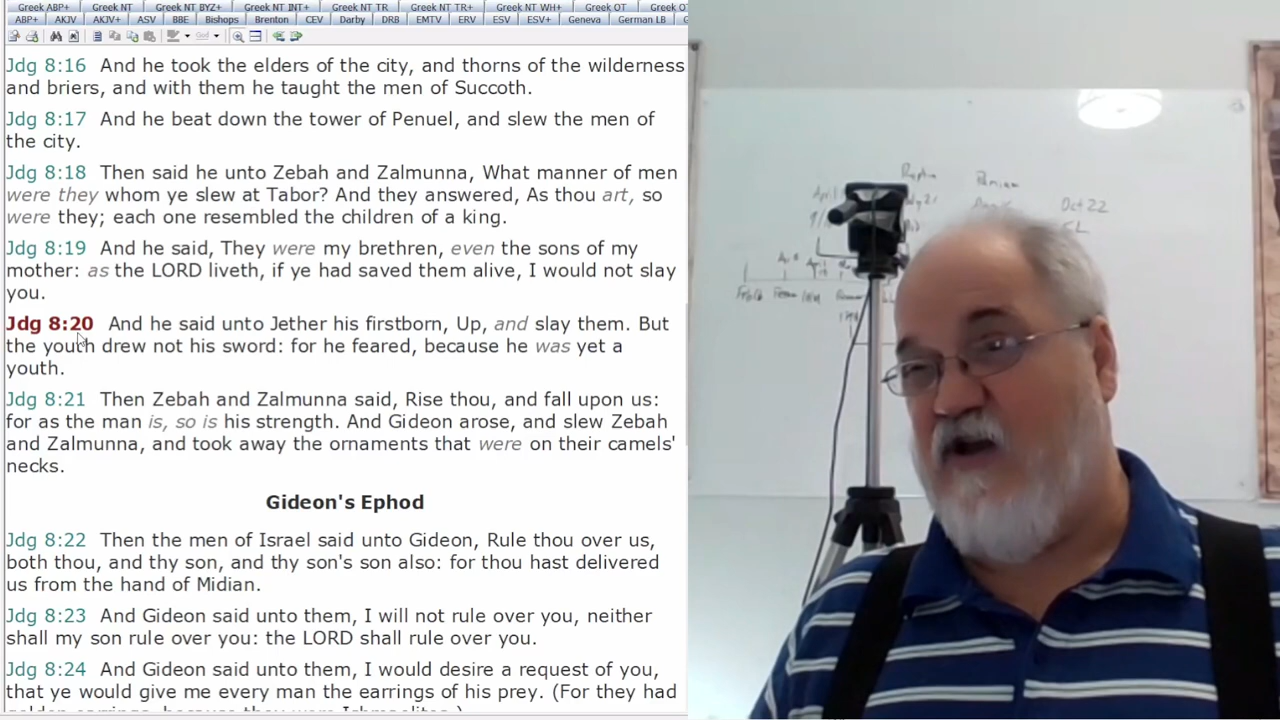 Greek ABP+ Greek NT Greek NT BYZ+ Greek NT INT+ Greek NT TR Greek NT TR+ Greek NT WH+ Greek OT
ABP+ AKJV AKJV+ ASV BBE Bishops Brenton CEV Darby DRB EMTV ERV ESV ESV+ Geneva German LB
Jdg 8:16 And he took the elders of the city, and thorns of the wilderness
and briers, and with them he taught the men of Succoth.
Jdg 8:17 And he beat down the tower of Penuel, and slew the men of
the city.
Jdg 8:18 Then said he unto Zebah and Zalmunna, What manner of men
were they whom ye slew at Tabor? And they answered, As thou art, so
were they; each one resembled the children of a king.
Jdg 8:19 And he said, They were my brethren, even the sons of my
mother: as the LORD liveth, if ye had saved them alive, I would not slay
you.
Jdg 8:20 And he said unto Jether his firstborn, Up, and slay them. But
the youth drew not his sword: for he feared, because he was yet a
youth.
Jdg 8:21 Then Zebah and Zalmunna said, Rise thou, and fall upon us:
for as the man is, so is his strength. And Gideon arose, and slew Zebah
and Zalmunna, and took away the ornaments that were on their camels'
necks.
Gideon's Ephod
Jdg 8:22 Then the men of Israel said unto Gideon, Rule thou over us,
both thou, and thy son, and thy son's son also: for thou hast delivered
us from the hand of Midian.
Jdg 8:23 And Gideon said unto them, I will not rule over you, neither
shall my son rule over you: the LORD shall rule over you.
Jdg 8:24 And Gideon said unto them, I would desire a request of you,
that ye would give me every man the earrings of his prey. (For they had
Raphia
April
Oct 22